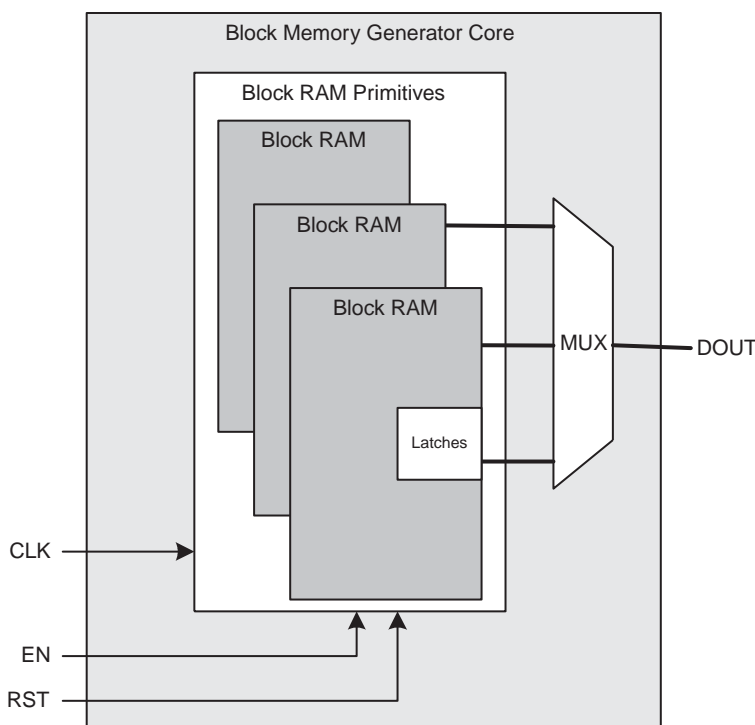 Block Memory Generator Core
Block RAM Primitives
Block RAM
Block RAM
Block RAM
MUX
DOUT
Latches
CLK
EN
RST